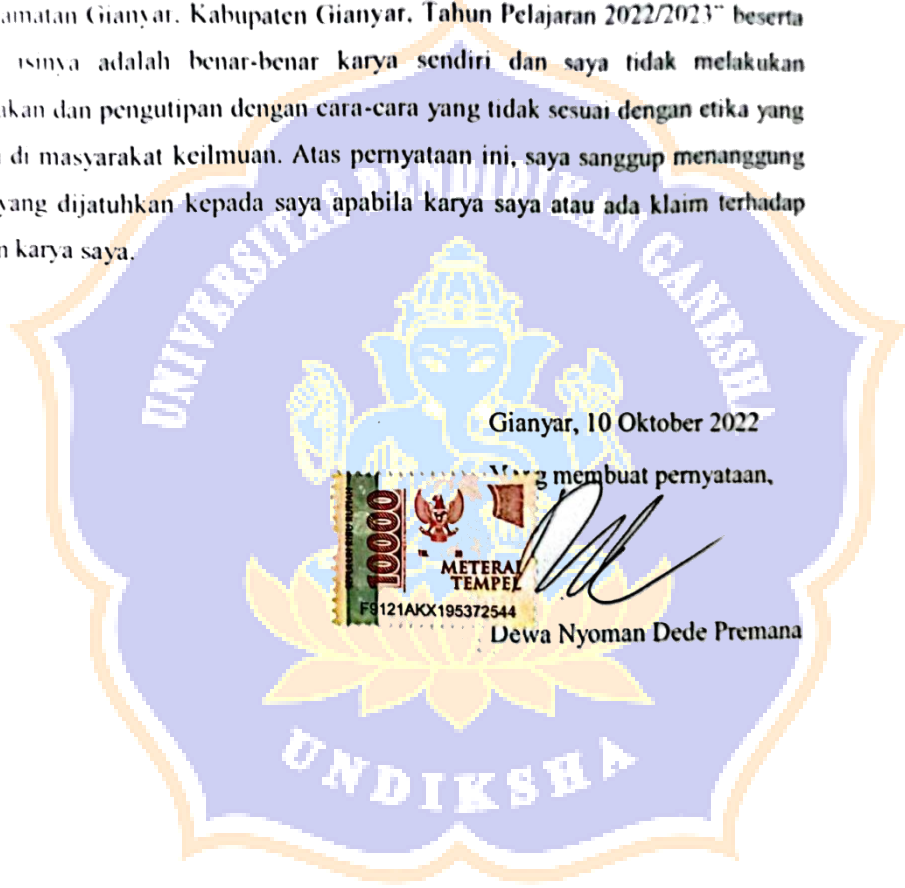 amatan Gianyar, Kabupaten Gianyar, Tahun Pelajaran 2022/2023" beserta
isinya adalah benar-benar karya sendiri dan saya tidak melakukan
akan dan pengutipan dengan cara-cara yang tidak sesuai dengan etika yang
di masyarakat keilmuan. Atas pernyataan ini, saya sanggup menanggung
yang dijatuhkan kepada saya apabila karya saya atau ada klaim terhadap
n karya saya.
UNIVERSITAS PENDIDIKAN GANESHA
Gianyar, 10 Oktober 2022
membuat pernyataan,
10000
METERAI
TEMPEL
F9121AKX195372544
Dewa Nyoman Dede Premana
UNDIKSHA